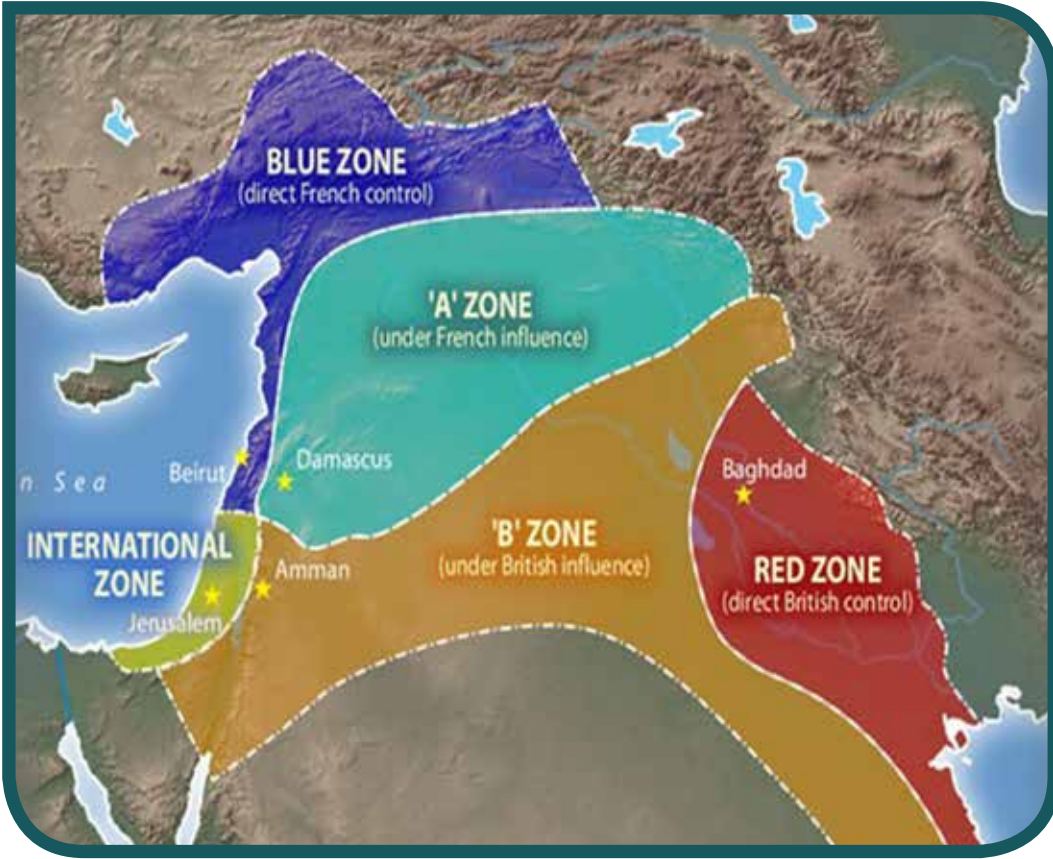 BLUE ZONE
(direct French control)
'A' ZONE
(under French influence)
Beirut
Damascus
n Sea
Baghdad
INTERNATIONAL
ZONE
'B' ZONE
(under British influence)
Amman
RED ZONE
(direct British control)
Jerusalem